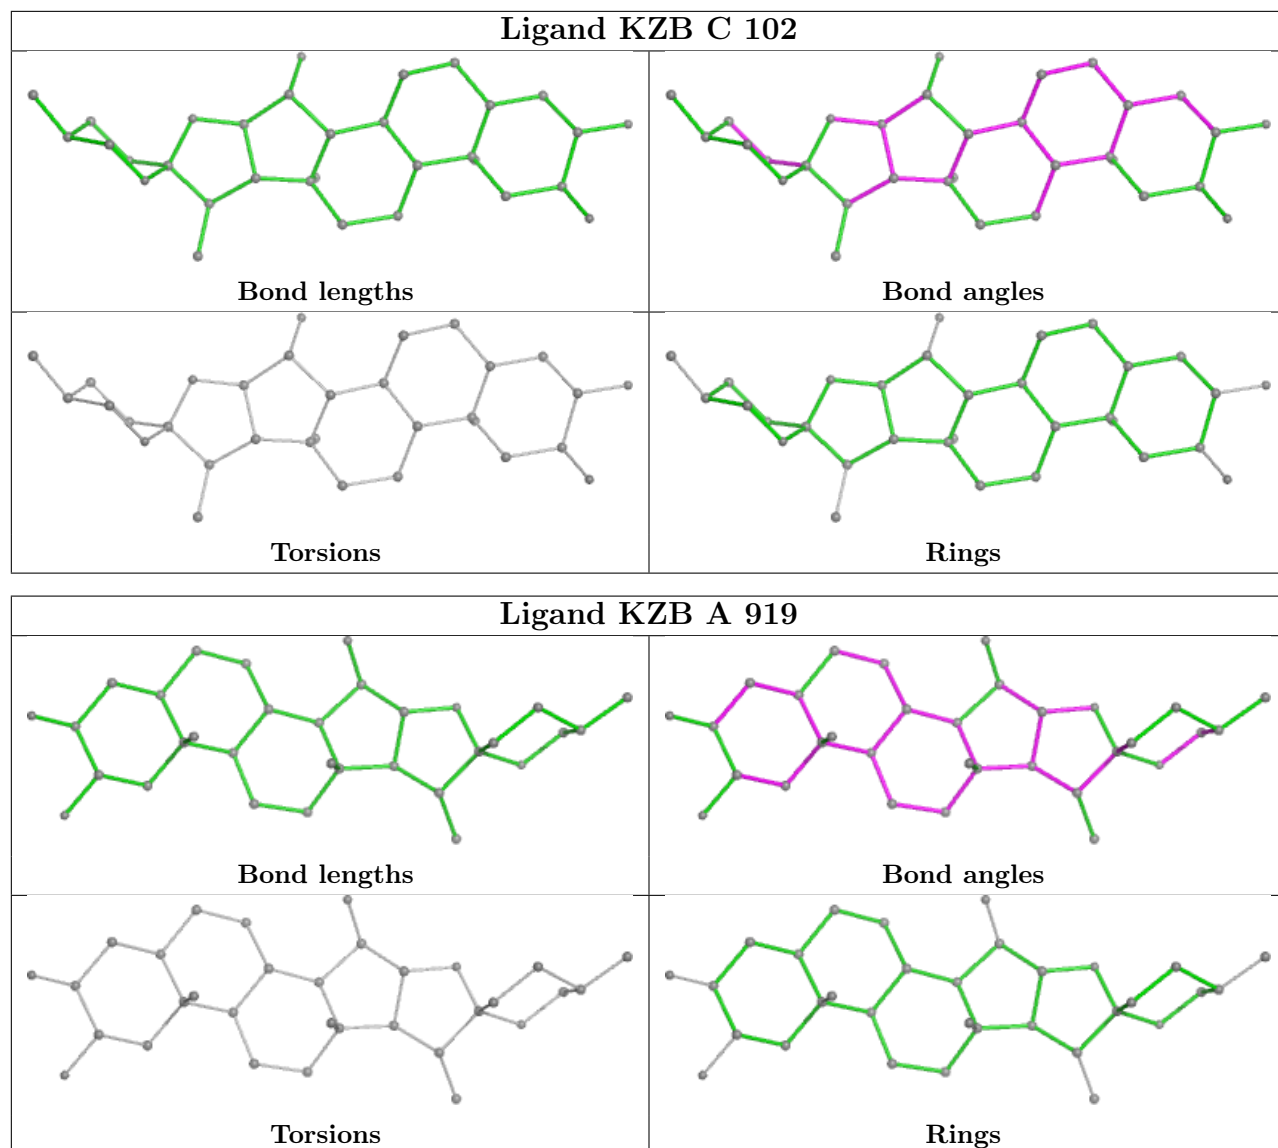 Ligand KZB C 102
Bond lengths
Bond angles
Torsions
Rings
Ligand KZB A 919
Bond lengths
Bond angles
Torsions
Rings